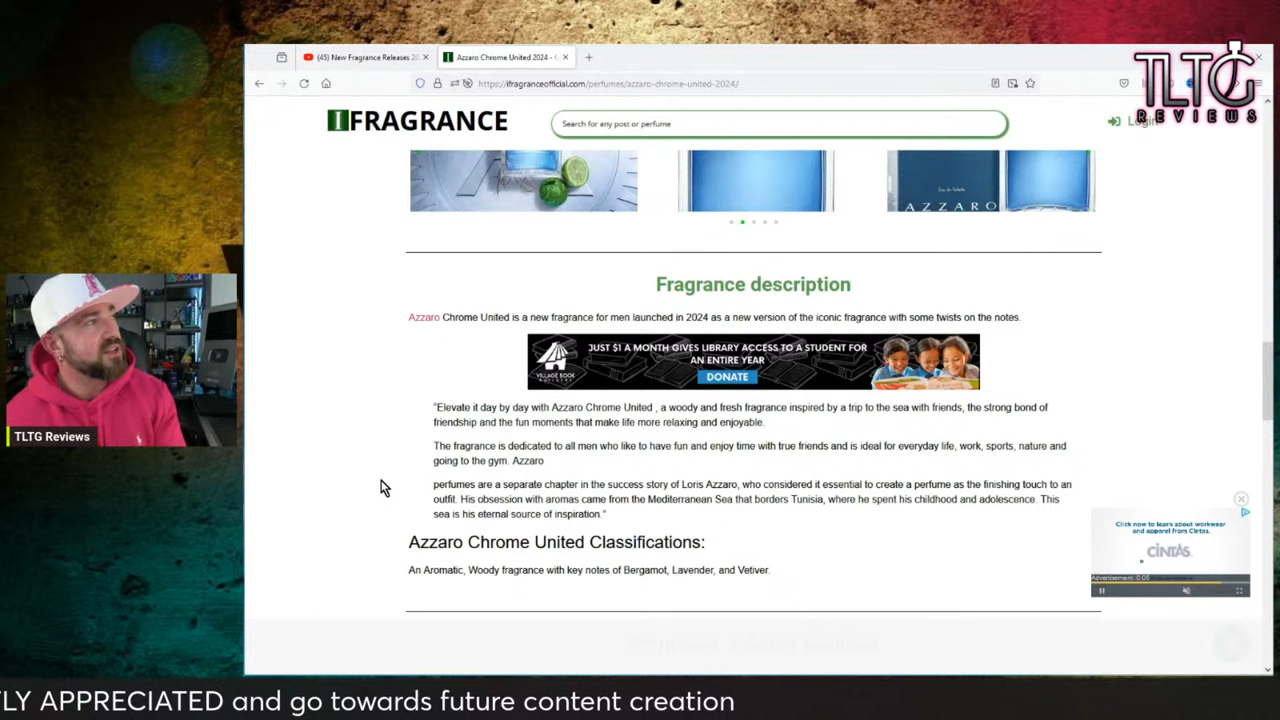 (45) New Fragrance Releases 20
Azzaro Chrome United 2024 - f
https://ifragranceofficial.com/perfumes/azzaro-chrome-united-2024/
TLTG
REVIEWS
IFRAGRANCE
Search for any post or perfume
Login
Eau de Toilette
AZZARO
Fragrance description
Azzaro Chrome United is a new fragrance for men launched in 2024 as a new version of the iconic fragrance with some twists on the notes.
JUST $1 A MONTH GIVES LIBRARY ACCESS TO A STUDENT FOR
AN ENTIRE YEAR
VILLAGE BOOK
BUILDERS
DONATE
"Elevate it day by day with Azzaro Chrome United , a woody and fresh fragrance inspired by a trip to the sea with friends, the strong bond of
friendship and the fun moments that make life more relaxing and enjoyable.
The fragrance is dedicated to all men who like to have fun and enjoy time with true friends and is ideal for everyday life, work, sports, nature and
going to the gym. Azzaro
perfumes are a separate chapter in the success story of Loris Azzaro, who considered it essential to create a perfume as the finishing touch to an
outfit. His obsession with aromas came from the Mediterranean Sea that borders Tunisia, where he spent his childhood and adolescence. This
sea is his eternal source of inspiration."
TLTG Reviews
Azzaro Chrome United Classifications:
An Aromatic, Woody fragrance with key notes of Bergamot, Lavender, and Vetiver.
Click now to learn about workwear
and apparel from Cintas.
CINTAS
Advertisement: 0:05
LY APPRECIATED and go towards future content creation